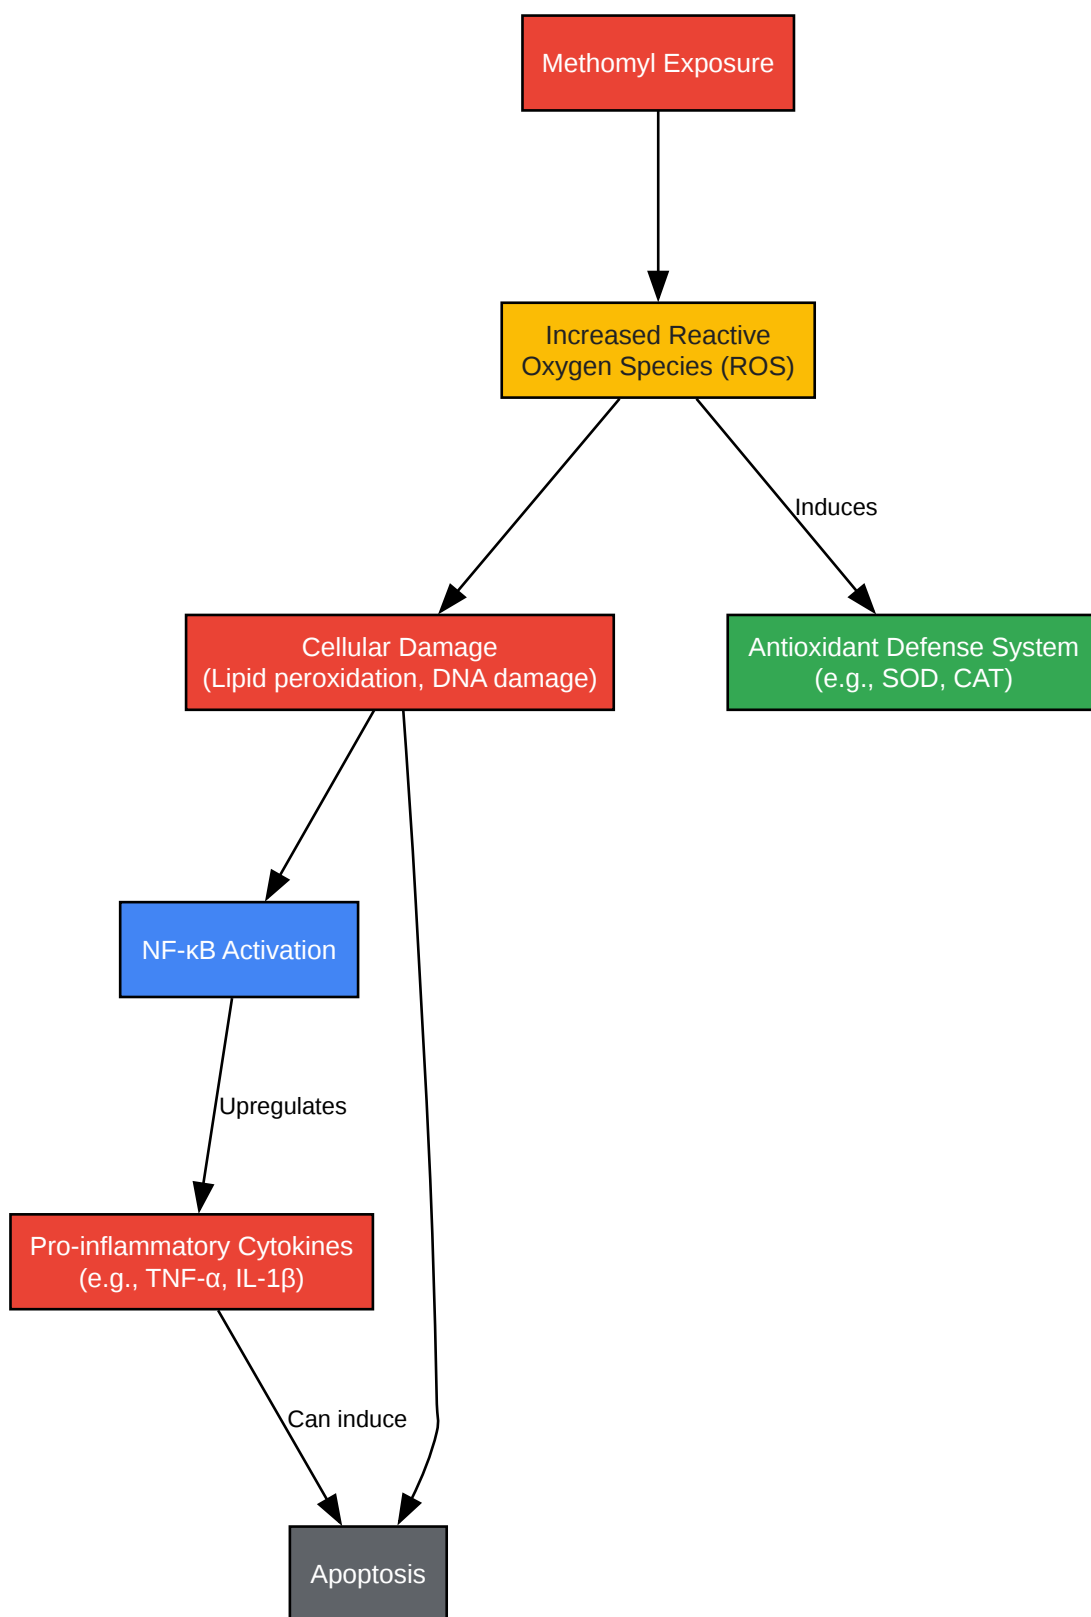 Methomyl Exposure
Increased Reactive
Oxygen Species (ROS)
Induces
Cellular Damage
(Lipid peroxidation, DNA damage)
Antioxidant Defense System
(e.g., SOD, CAT)
NF-κB Activation
Upregulates
Pro-inflammatory Cytokines
(e.g., TNF-α, IL-1β)
Can induce
Apoptosis